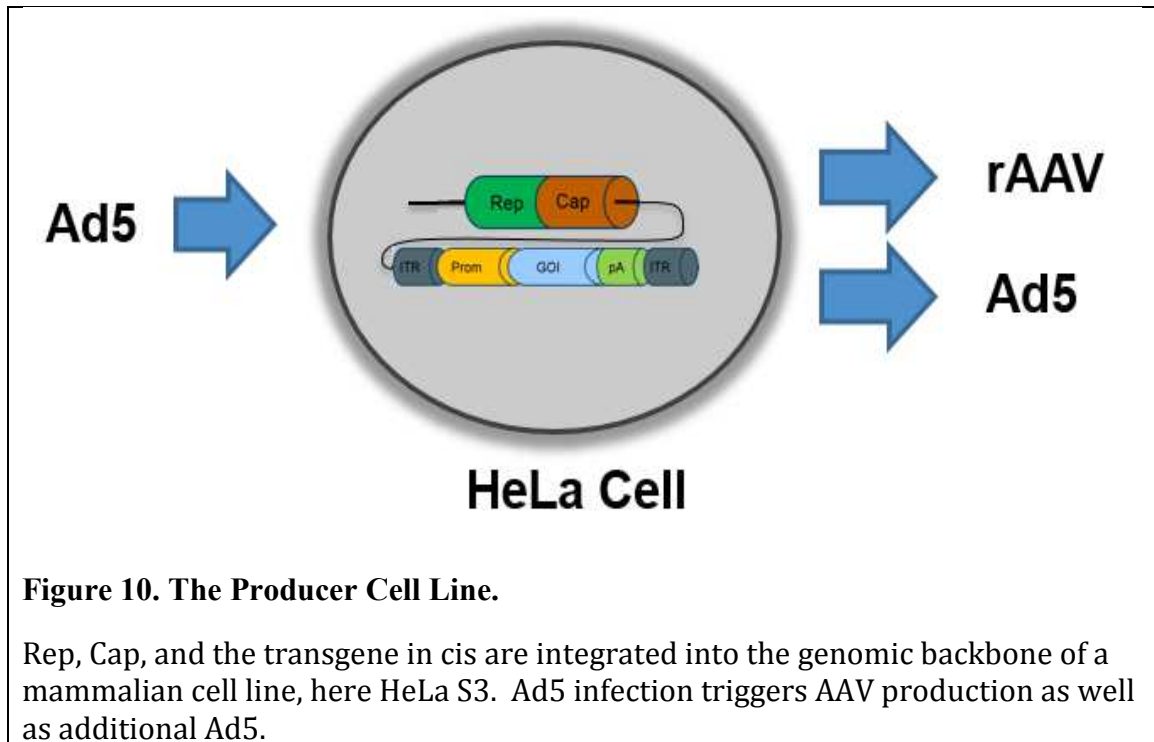 Ad5
Rep
Cap
ITR
Prom
GOI
pA
ITR
rAAV
Ad5
HeLa Cell
Figure 10. The Producer Cell Line.
Rep, Cap, and the transgene in cis are integrated into the genomic backbone of a
mammalian cell line, here HeLa S3.  Ad5 infection triggers AAV production as well
as additional Ad5.